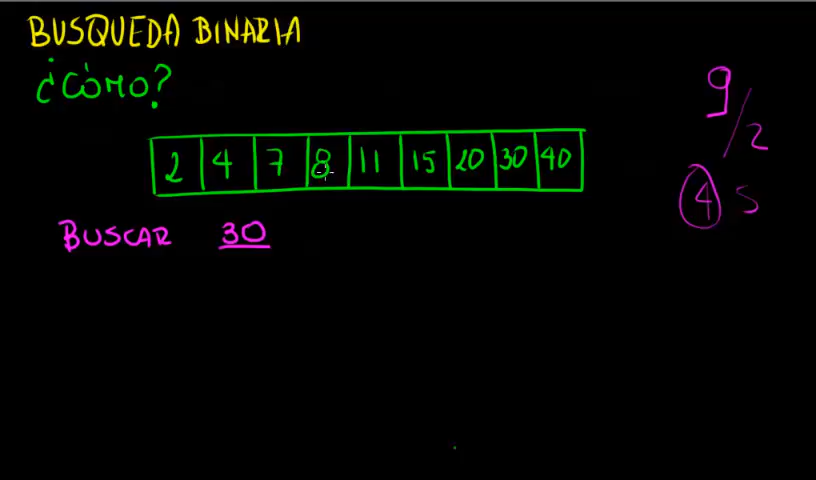 BUSQUEDA BINARIA
¿CÓMO?
2 4 7 8 11 15 20 30 40
BUSCAR 30
9/2
4 5